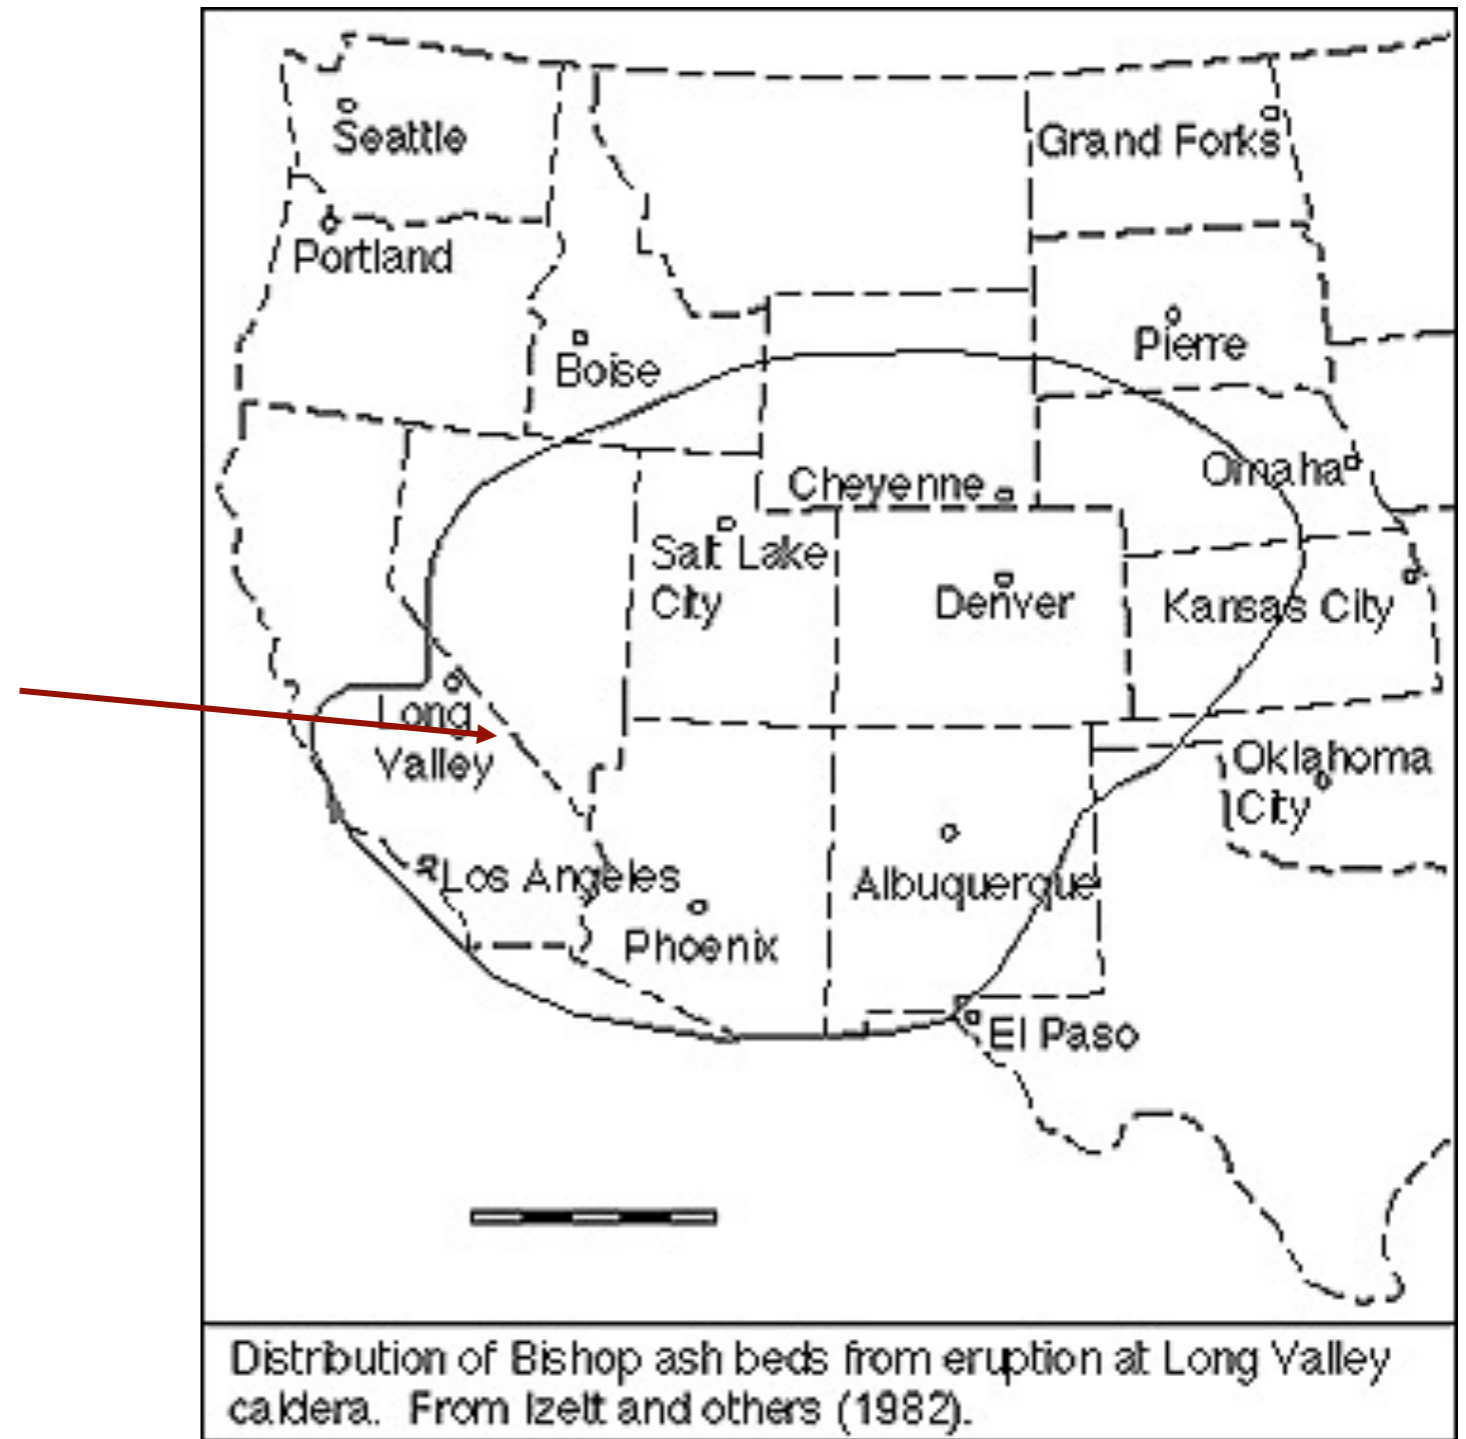 Seattle
Grand Forks
Portland
Pierre
Boise
Omaha
Cheyenne
Salt Lake
City
Denver
Kansas City
Long
Valley
Oklahoma
City
Los Angeles
Albuquerque
Phoenix
El Paso
Distribution of Bishop ash beds from eruption at Long Valley
caldera. From Izett and others (1982).